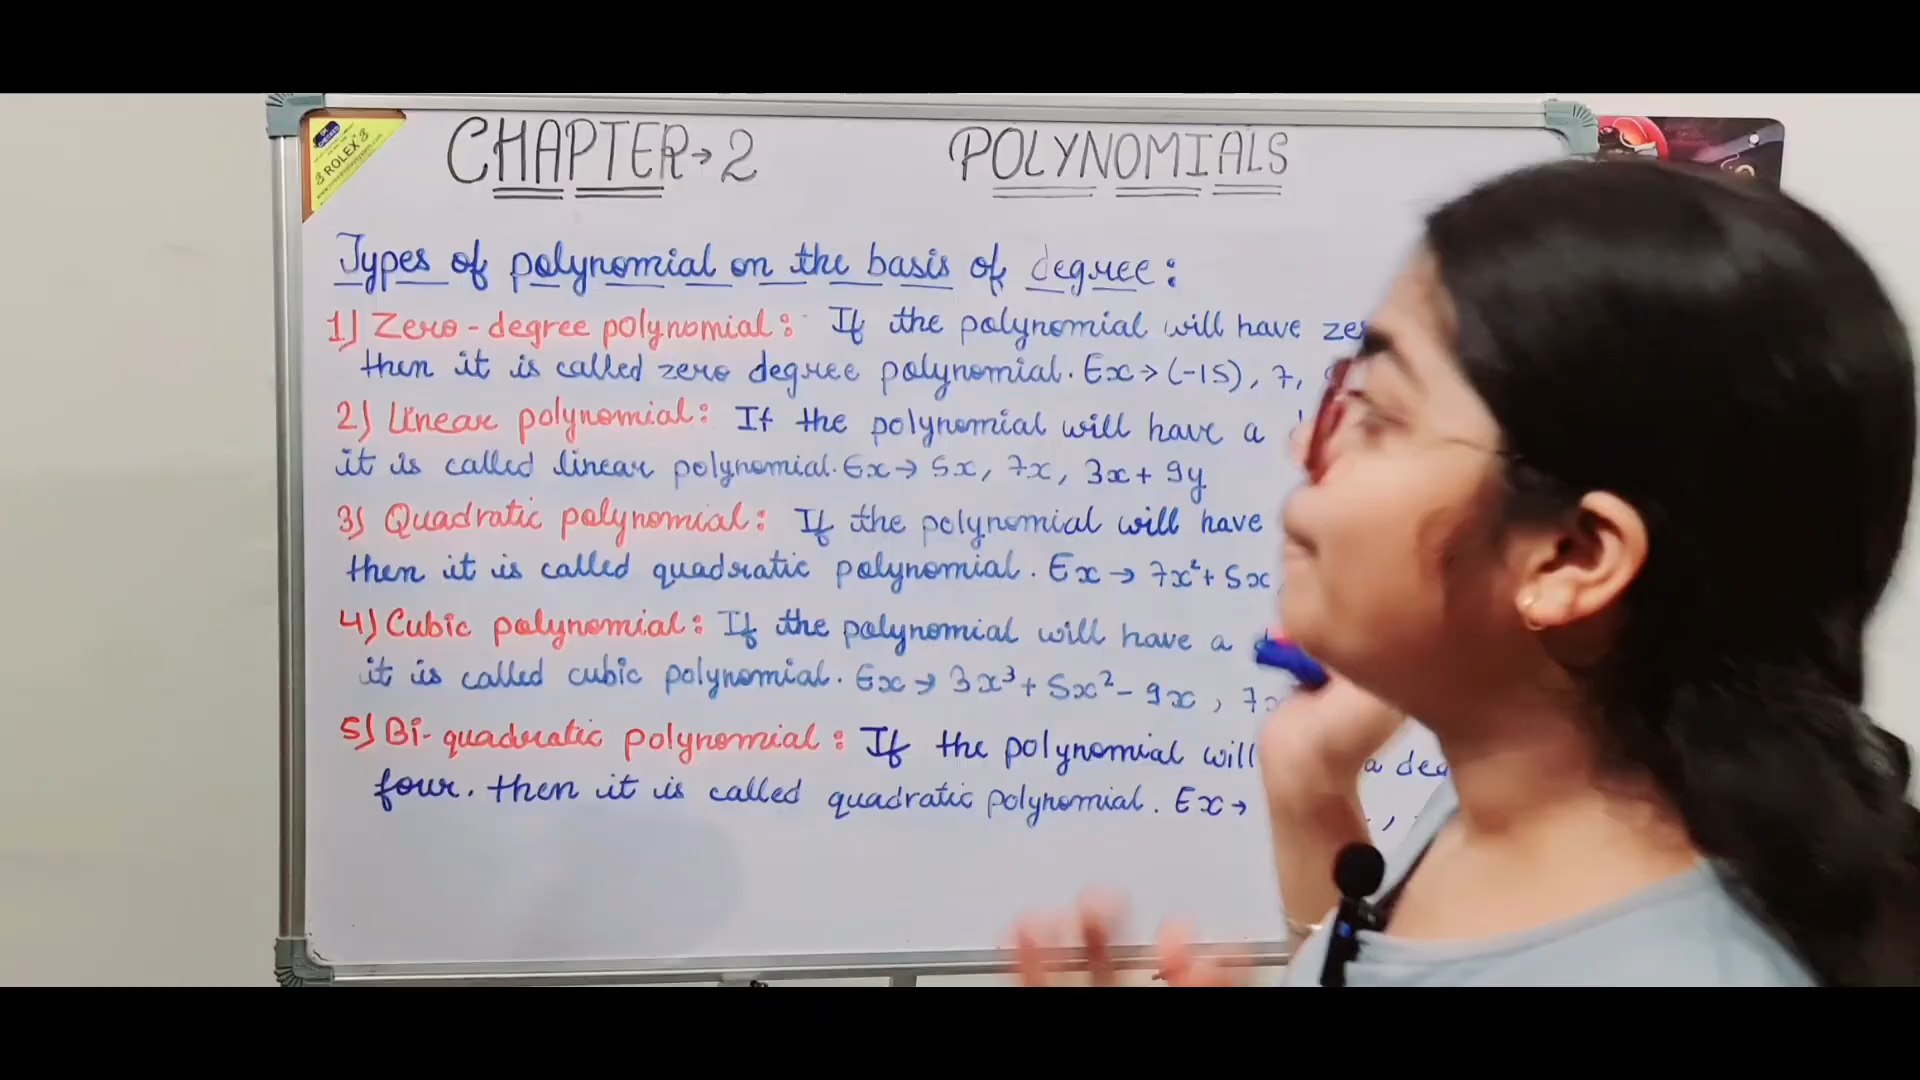 CHAPTER→2 POLYNOMIALS
ROLEX
Types of polynomial on the basis of degree:
1) Zero-degree polynomial: If the polynomial will have
then it is called zero degree polynomial. Ex→(-15), 7,
2) Linear polynomial: If the polynomial will have a
it is called linear polynomial. Ex→ 5x, 7x, 3x+9y
3) Quadratic polynomial: If the polynomial will have
then it is called quadratic polynomial. Ex→ 7x²+5x
4) Cubic polynomial: If the polynomial will have a
it is called cubic polynomial. Ex→ 3x³+5x²-9x,
5) Bi-quadratic polynomial: If the polynomial will a
four. then it is called quadratic polynomial. Ex→